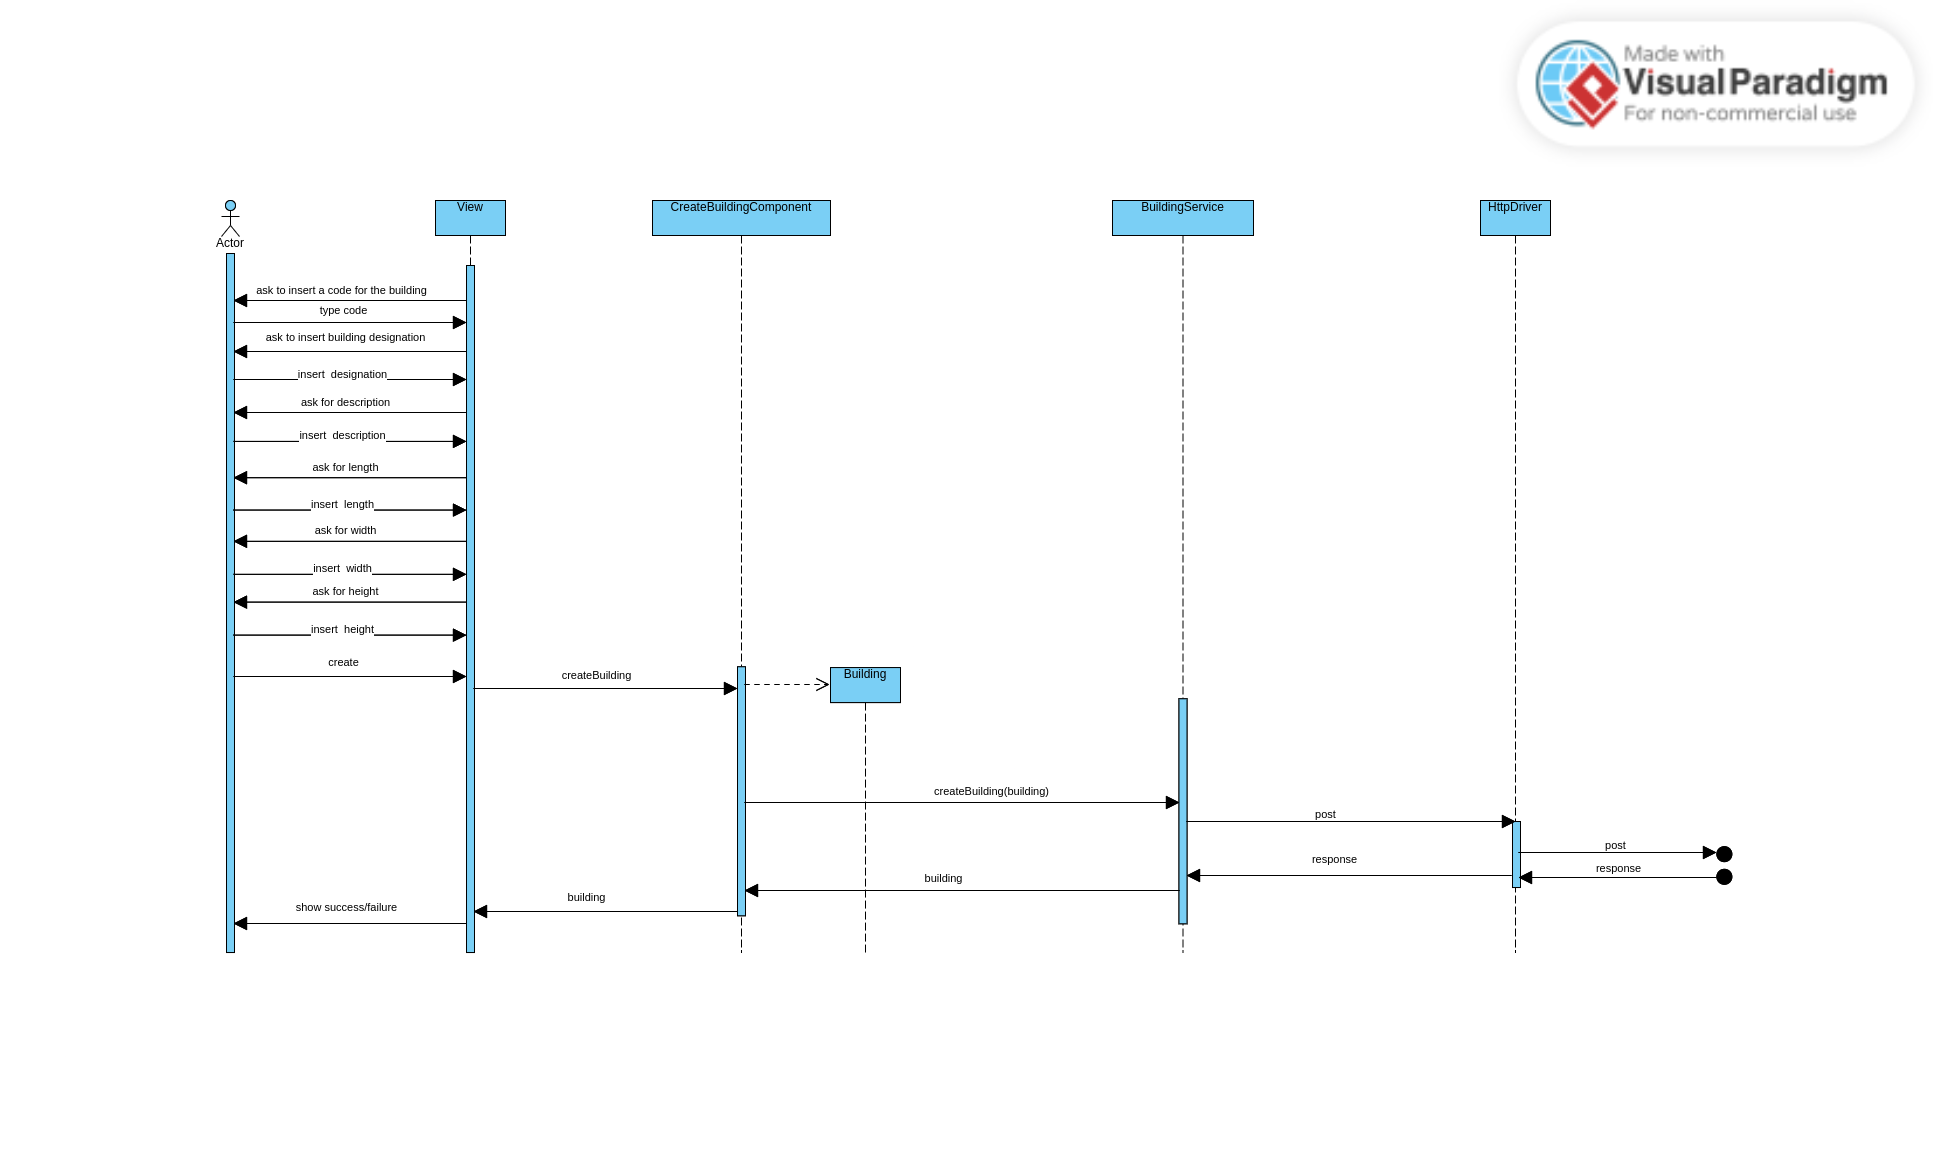 Made with
Visual Paradigm
For non-commercial use
Actor
View
CreateBuildingComponent
BuildingService
HttpDriver
ask to insert a code for the building
type code
ask to insert building designation
insert  designation
ask for description
insert  description
ask for length
insert  length
ask for width
insert  width
ask for height
insert  height
create
createBuilding
Building
createBuilding(building)
post
post
response
response
building
building
show success/failure